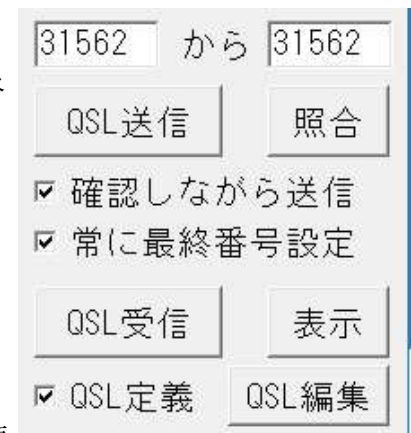 31562 から 31562
QSL送信 照合
確認しながら送信
常に最終番号設定
QSL受信 表示
QSL定義 QSL編集